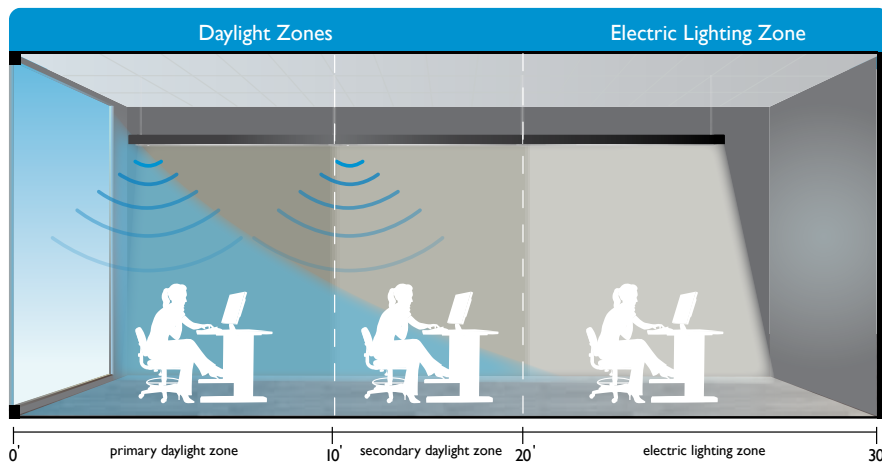 Daylight Zones
Electric Lighting Zone
0'
primary daylight zone
10'
secondary daylight zone
20'
electric lighting zone
30